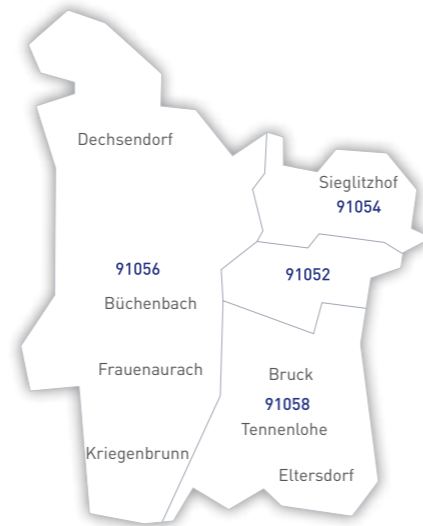 Dechsendorf
Sieglitzhof
91054
91056
91052
Büchenbach
Frauenaurach
Bruck
91058
Tennenlohe
Kriegenbrunn
Eltersdorf